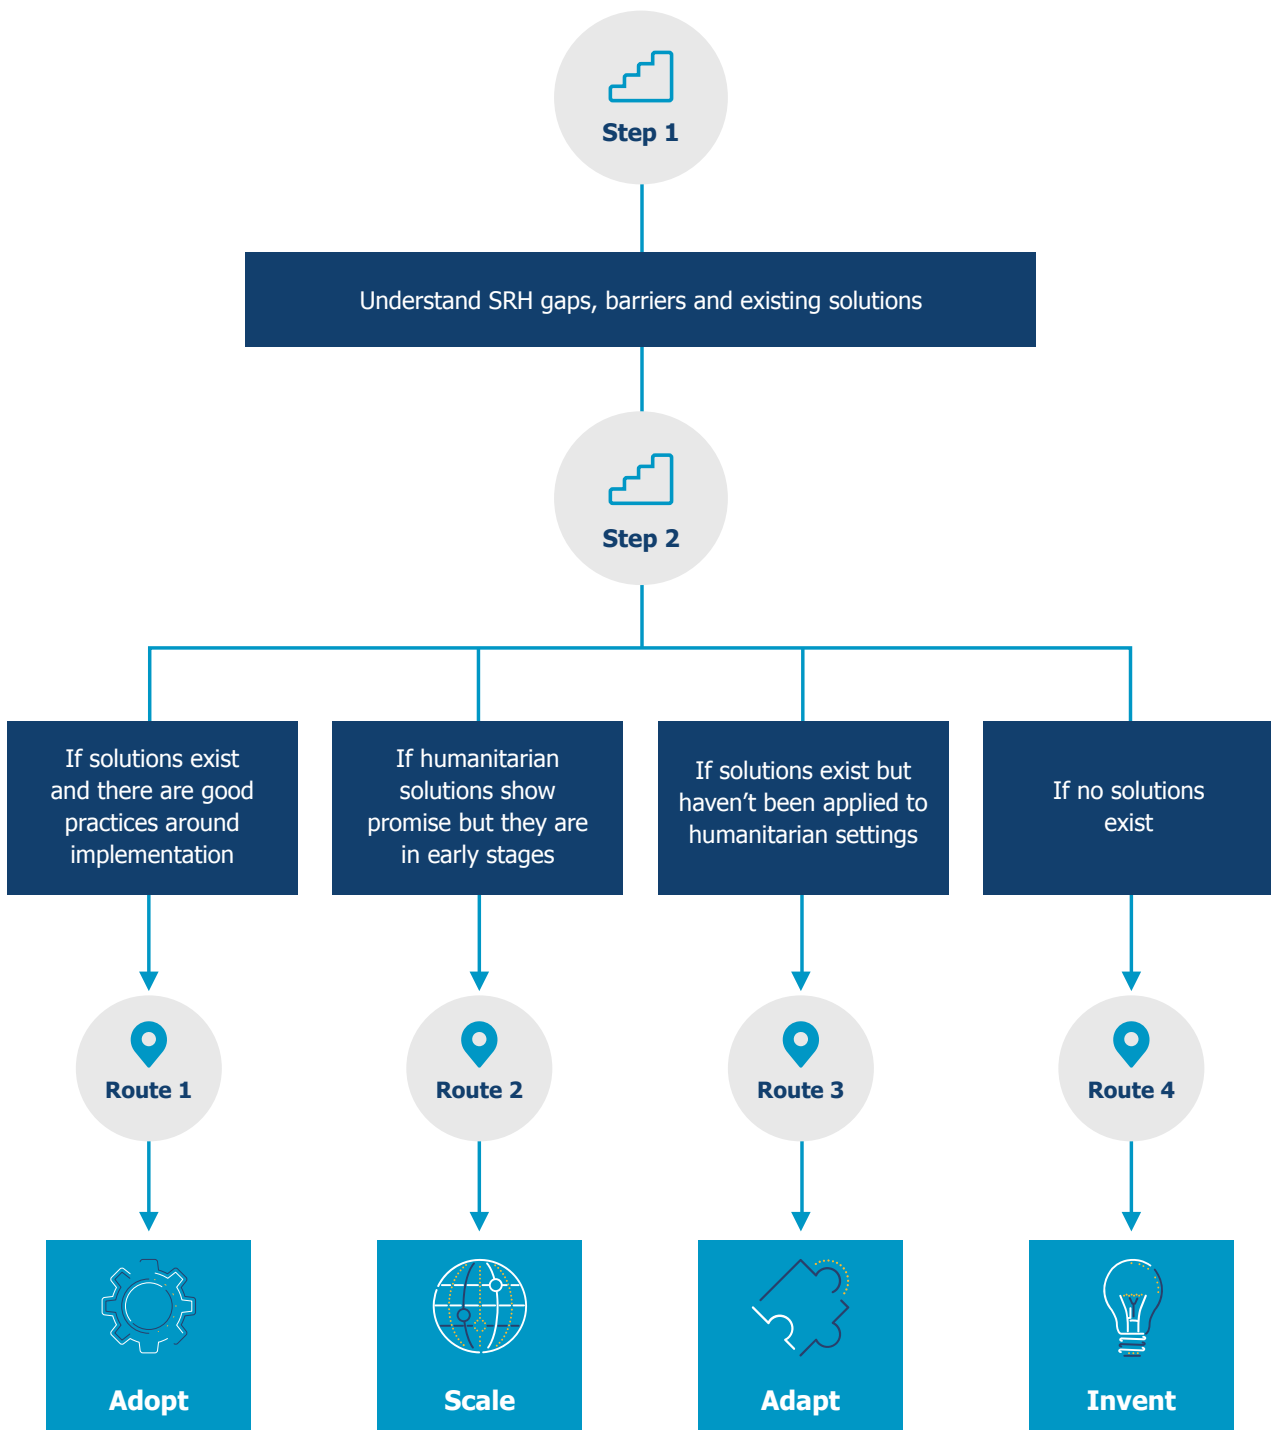 Step 1
Understand SRH gaps, barriers and existing solutions
Step 2
If solutions exist
and there are good
practices around
implementation
If humanitarian
solutions show
promise but they are
in early stages
If solutions exist but
haven’t been applied to
humanitarian settings
If no solutions
exist
Route 1
Route 2
Route 3
Route 4
Adopt
Scale
Adapt
Invent